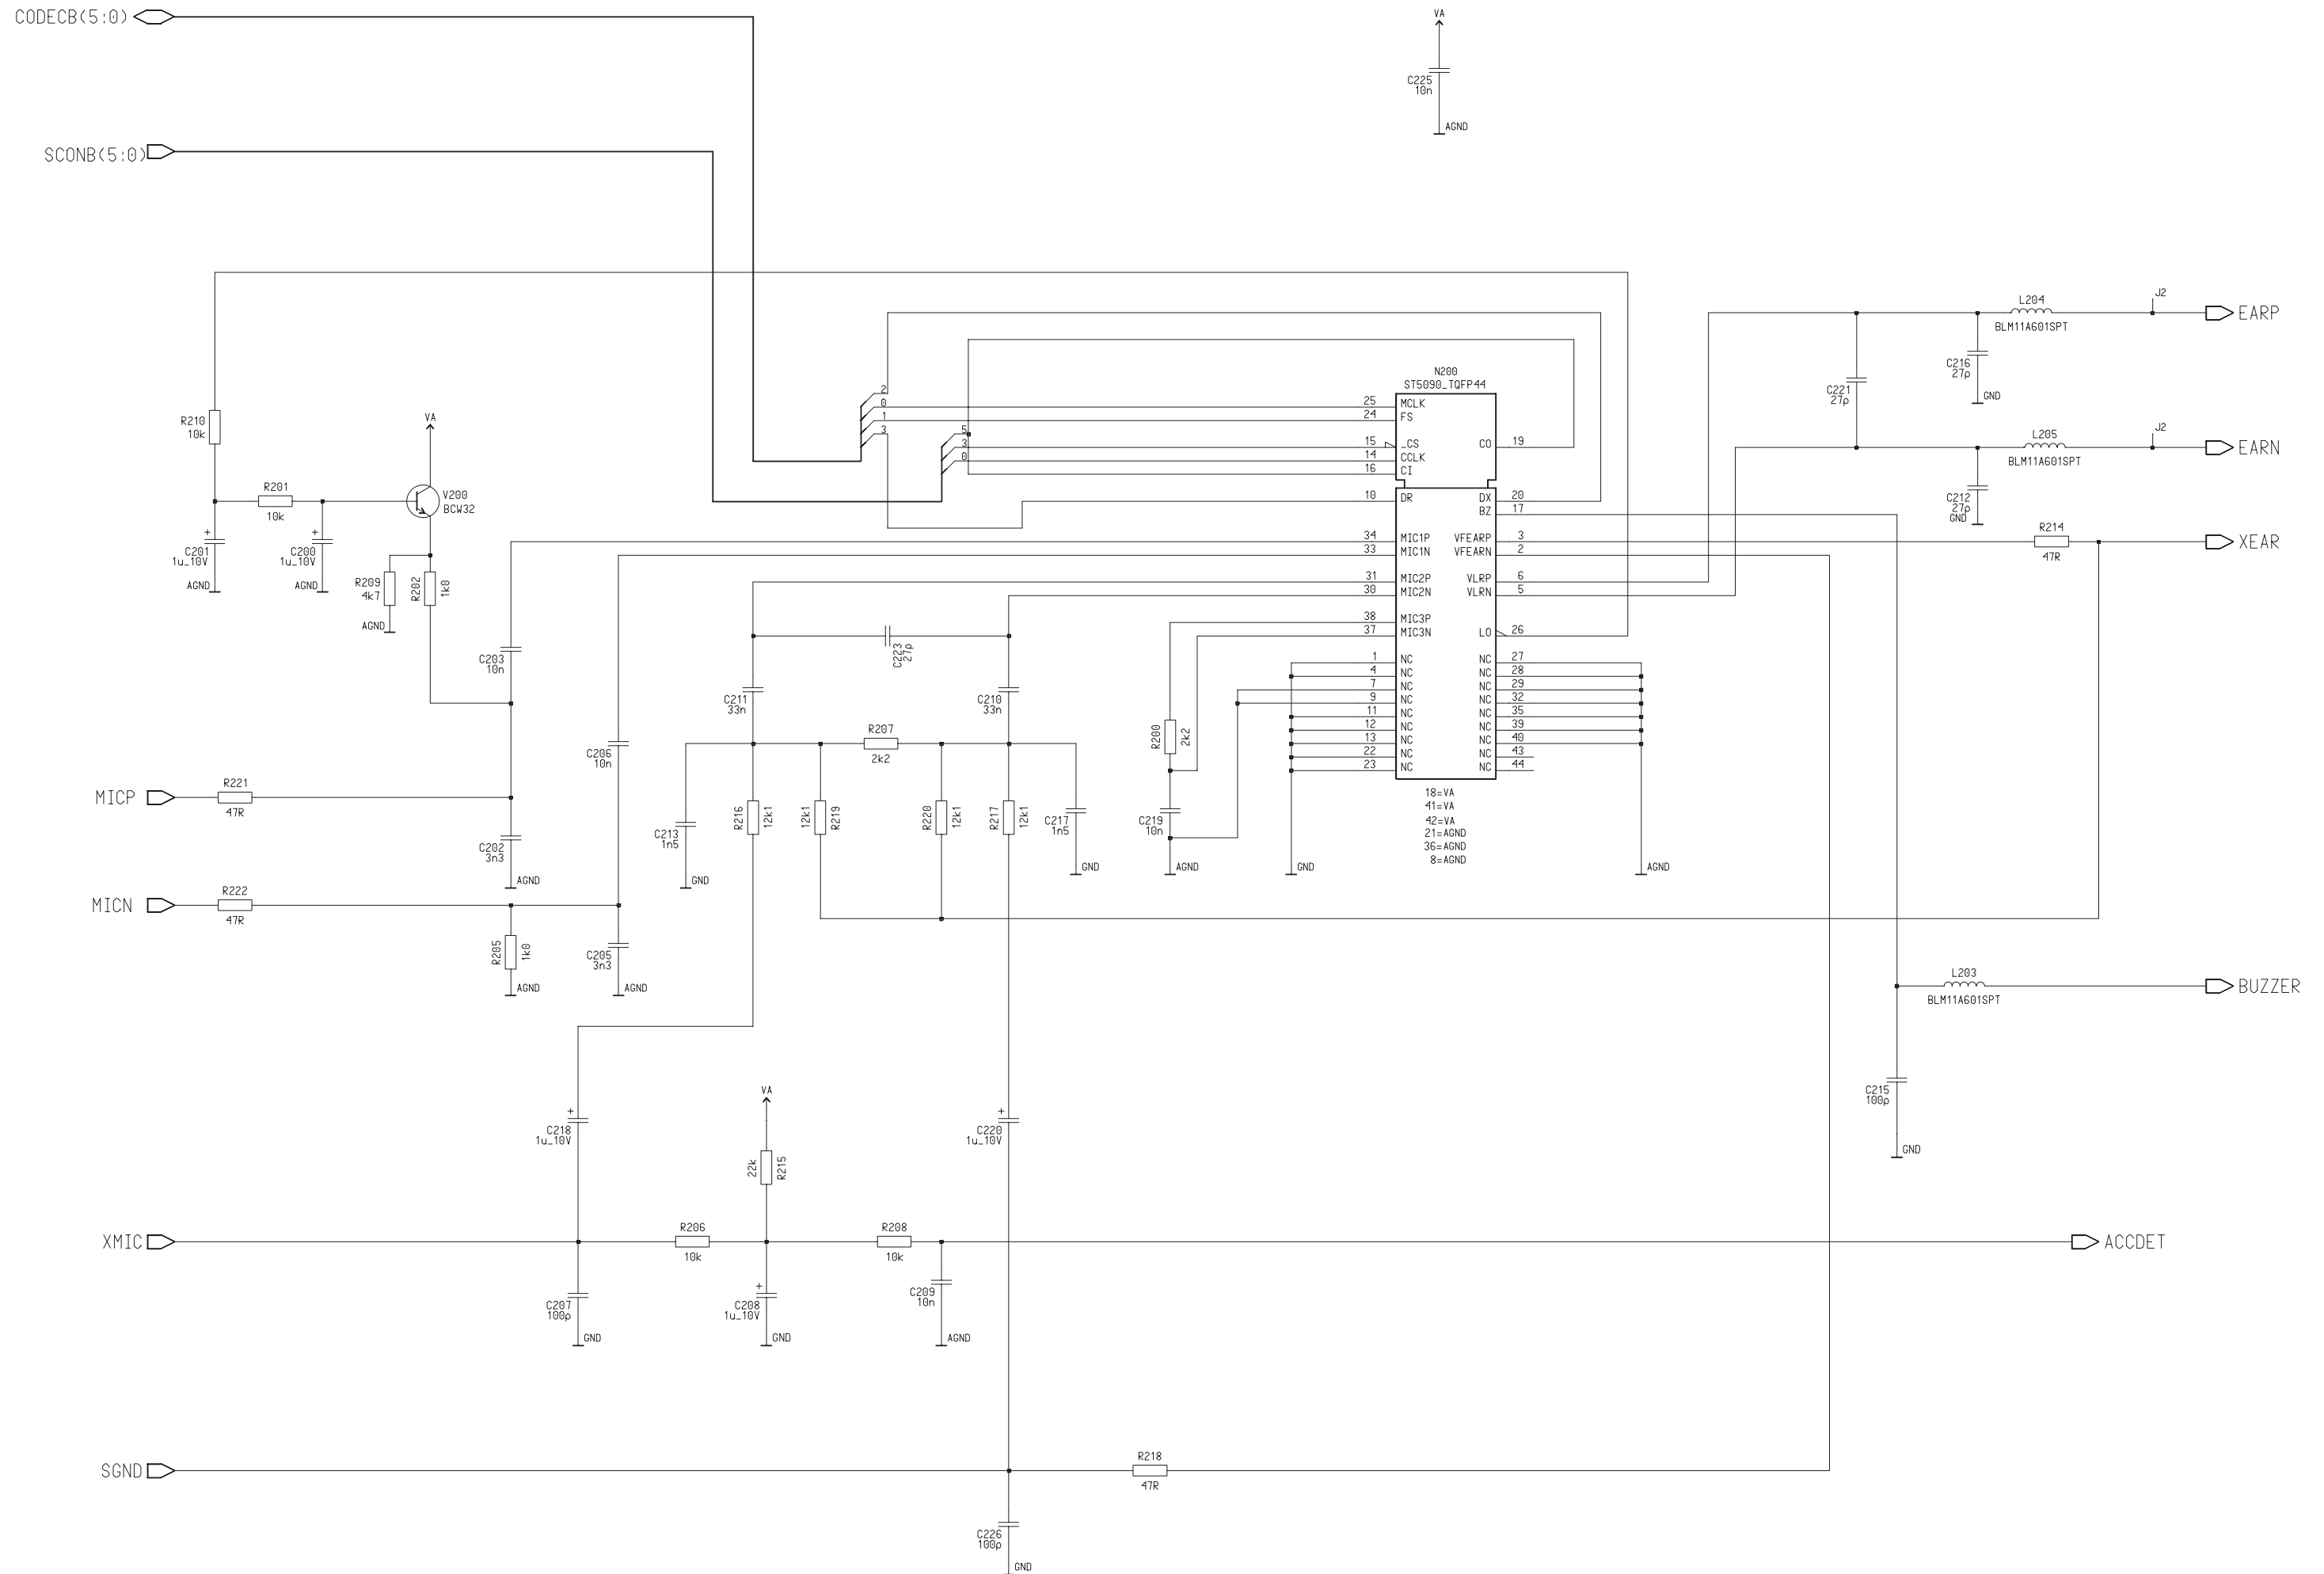 CODECB(5:0)
VA
C225
10n
AGND
SCONB(5:0)
L204
J2
EARP
BLM11A601SPT
C216
27p
GND
C221
27p
L205
J2
EARN
BLM11A601SPT
C212
27p
GND
R214
XEAR
47R
N200
ST5090_TQFP44
2
0
1
3
5
3
0
25
MCLK
24
FS
15
_CS
CO
19
14
CCLK
16
CI
10
DR
DX
20
BZ
17
34
MIC1P
VFEARP
3
33
MIC1N
VFEARN
2
31
MIC2P
VLRP
6
30
MIC2N
VLRN
5
38
MIC3P
37
MIC3N
LO
26
1
NC
NC
27
4
NC
NC
28
7
NC
NC
29
9
NC
NC
32
11
NC
NC
35
12
NC
NC
39
13
NC
NC
40
22
NC
NC
43
23
NC
NC
44
18=VA
41=VA
42=VA
21=AGND
36=AGND
8=AGND
R210
10k
VA
R201
10k
V200
BCW32
+
C201
1u_10V
AGND
+
C200
1u_10V
AGND
R209
4k7
R202
1k0
AGND
C203
10n
C223
27p
C211
33n
C210
33n
R207
2k2
C206
10n
R200
2k2
MICP
R221
47R
C202
3n3
AGND
C213
1n5
GND
R216
12k1
12k1
R219
R220
12k1
R217
12k1
C217
1n5
GND
C219
10n
AGND
GND
AGND
MICN
R222
47R
R205
1k0
AGND
C205
3n3
AGND
L203
BUZZER
BLM11A601SPT
C215
100p
GND
VA
+
C218
1u_10V
22k
R215
+
C220
1u_10V
XMIC
R206
10k
R208
10k
ACCDET
C207
100p
GND
+
C208
1u_10V
GND
C209
10n
AGND
SGND
R218
47R
C226
100p
GND